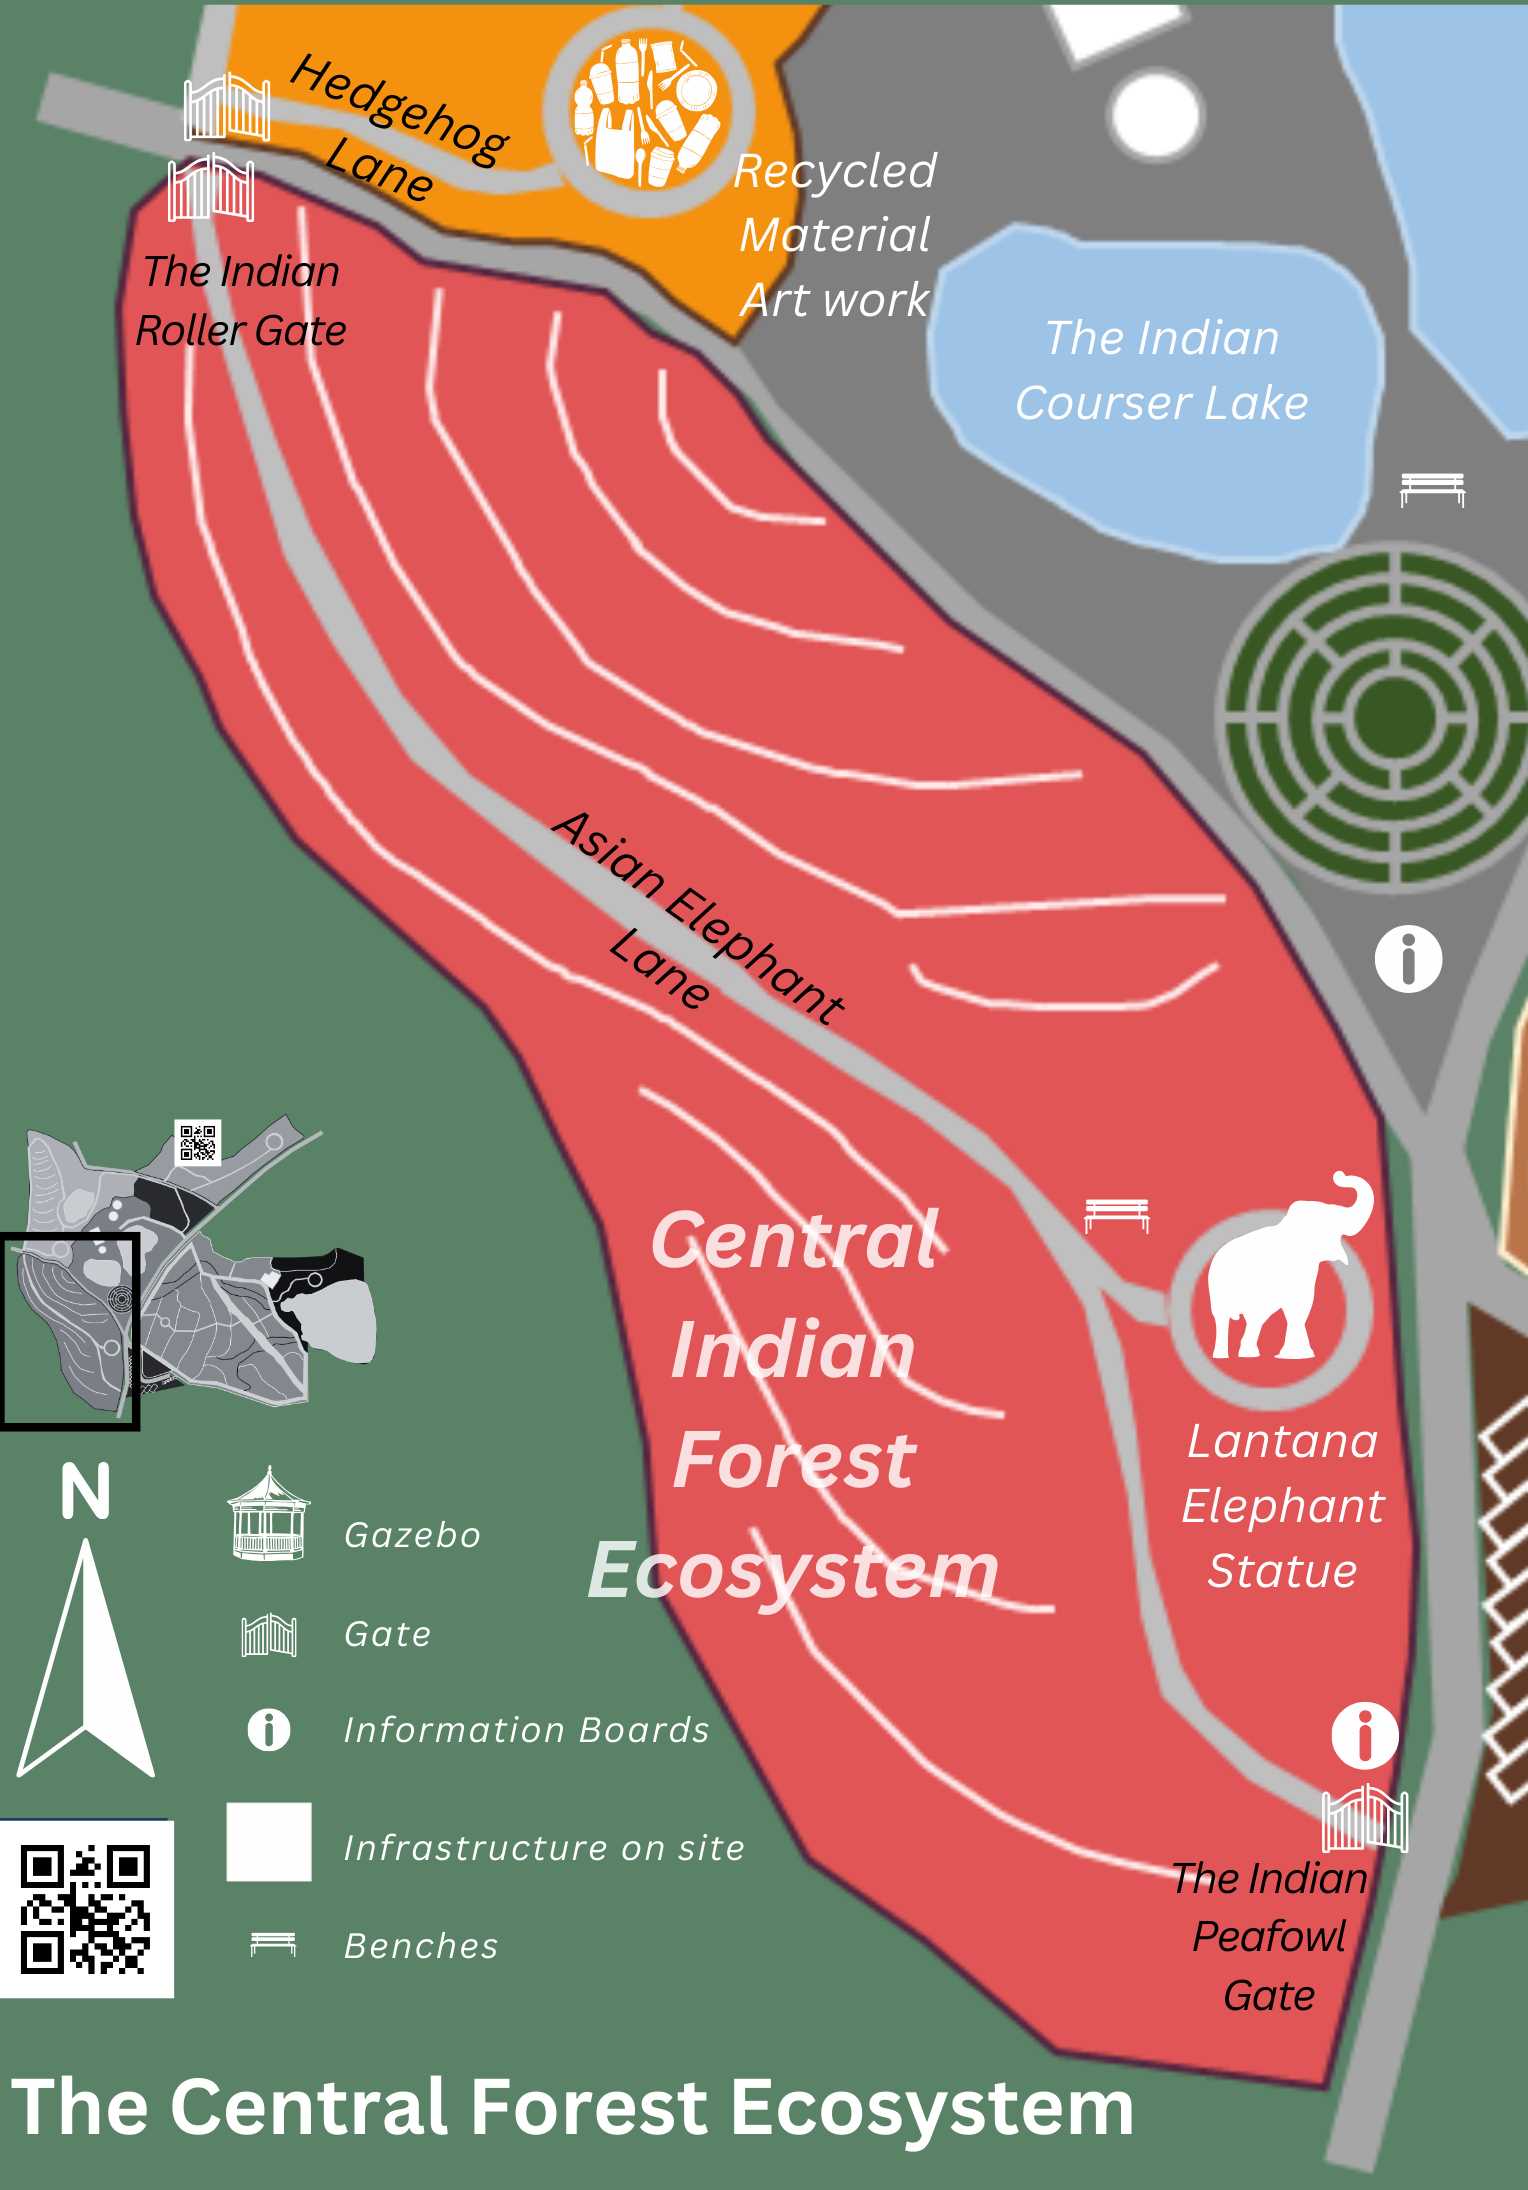 Hedgehog
Lane
Recycled
Material
Art work
The Indian
Roller Gate
The Indian
Courser Lake
Asian Elephant
Lane
Central
Indian
Forest
Ecosystem
Lantana
Elephant
Statue
The Indian
Peafowl
Gate
N
Gazebo
Gate
Information Boards
Infrastructure on site
Benches
The Central Forest Ecosystem